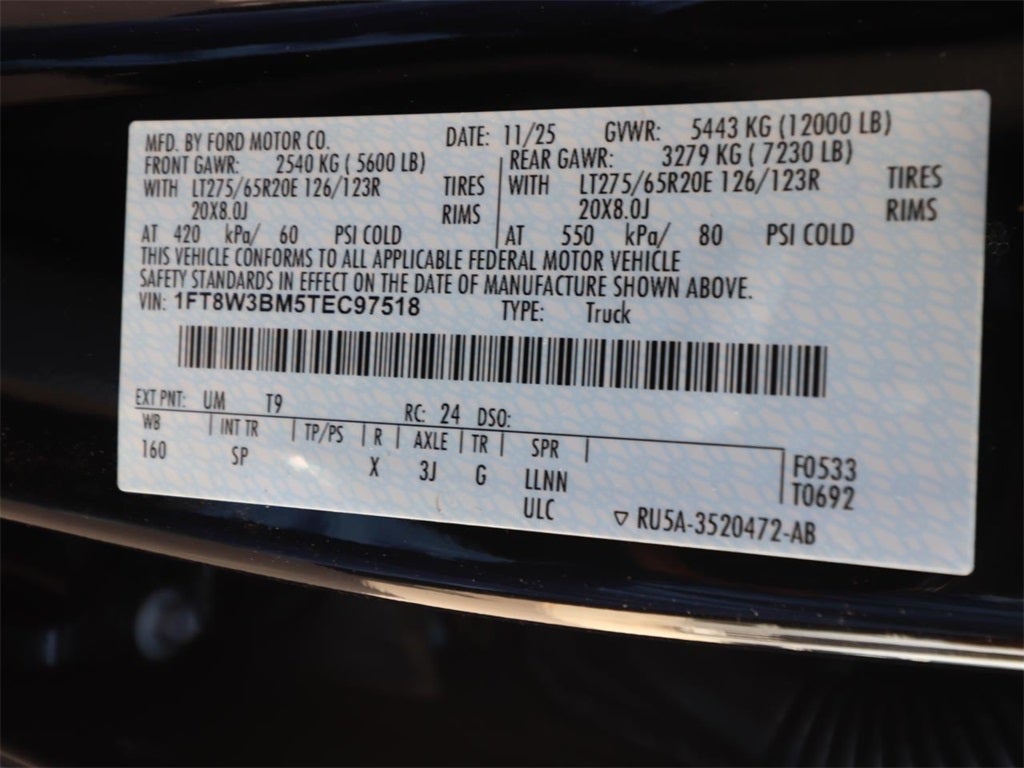 MFD. BY FORD MOTOR CO. DATE: 11/25 GVWR: 5443 KG (12000 LB)
FRONT GAWR: 2540 KG (5600 LB) REAR GAWR: 3279 KG (7230 LB)
WITH LT275/65R20E 126/123R TIRES WITH LT275/65R20E 126/123R TIRES
20X8.0J RIMS 20X8.0J RIMS
AT 420 kPa/ 60 PSI COLD AT 550 kPa/ 80 PSI COLD
THIS VEHICLE CONFORMS TO ALL APPLICABLE FEDERAL MOTOR VEHICLE
SAFETY STANDARDS IN EFFECT ON THE DATE OF MANUFACTURE SHOWN ABOVE.
VIN: 1FT8W3BM5TEC97518 TYPE: Truck
EXT PNT: UM T9 RC: 24 DSO:
WB INT TR TP/PS R AXLE TR SPR
160 SP X 3J G LLNN F0533
ULC T0692
▽ RU5A-3520472-AB